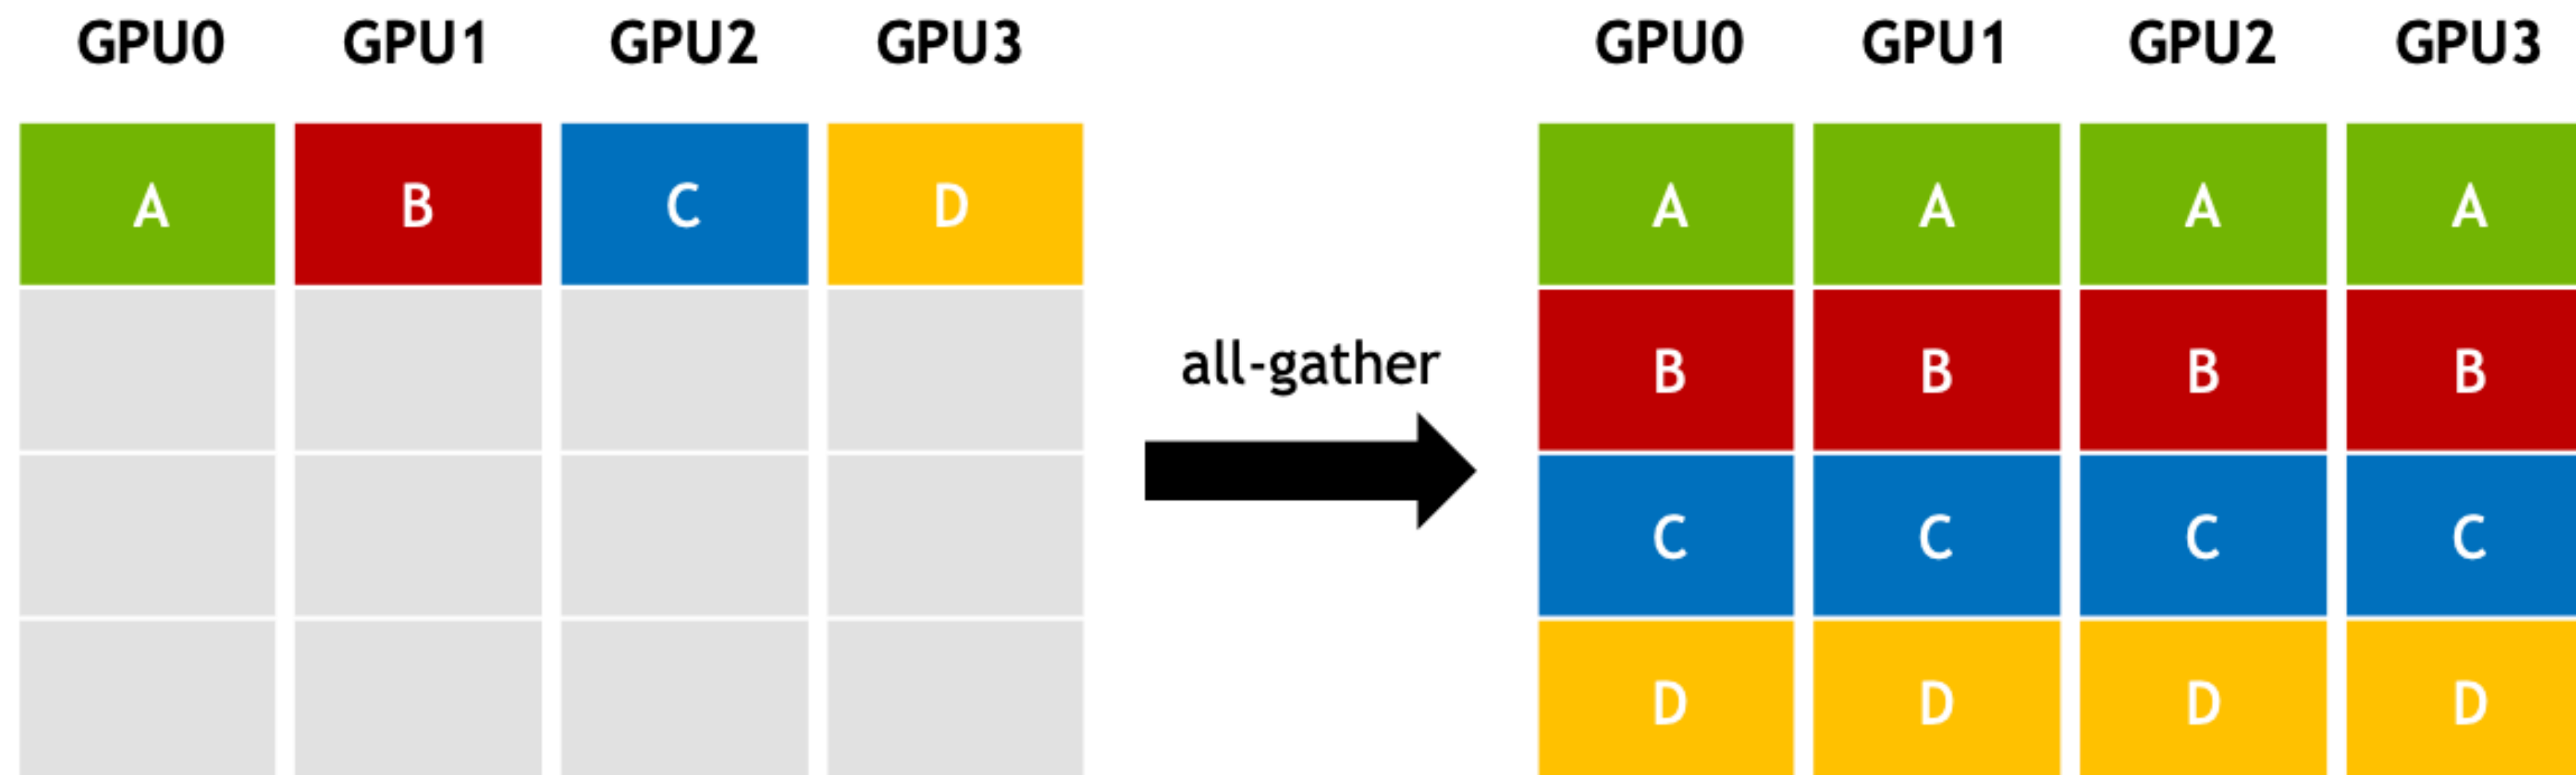 GPU0 GPU1 GPU2 GPU3 GPU0 GPU1 GPU2 GPU3
A B C D A A A A
all-gather B B B B
C C C C
D D D D